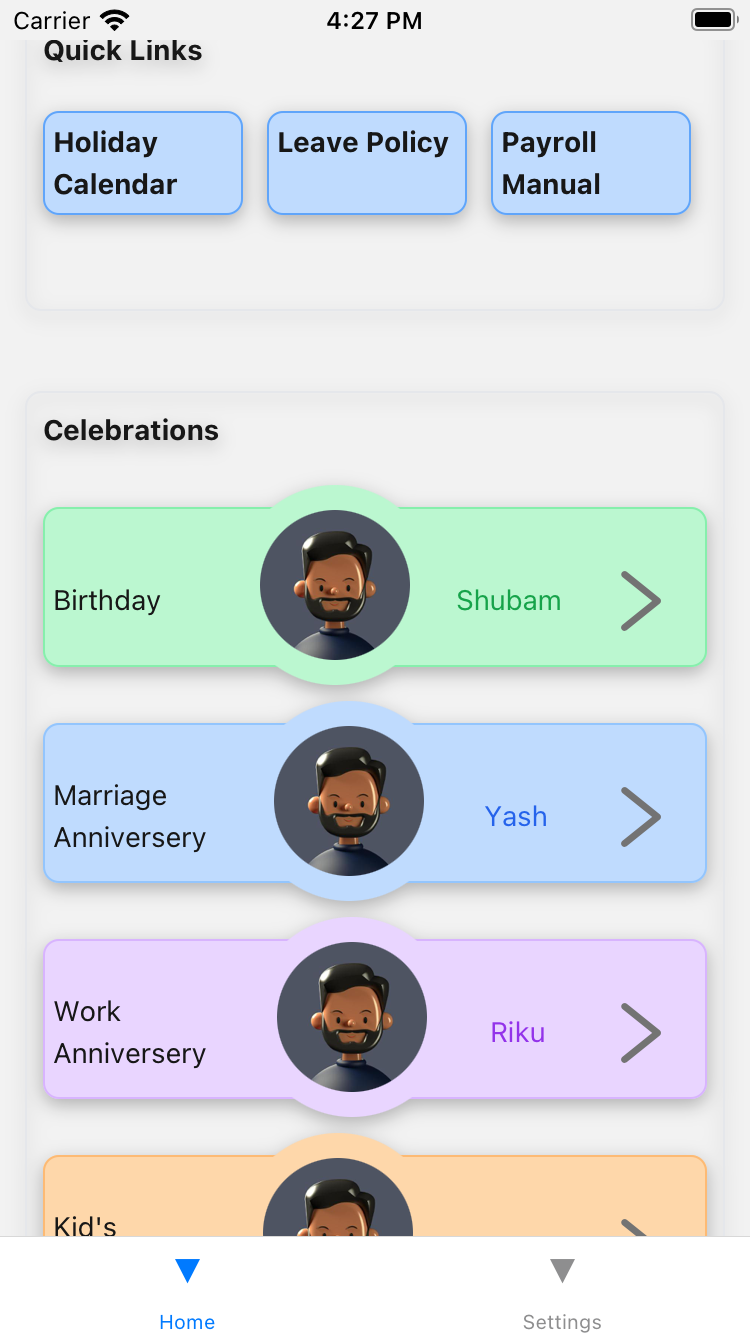 Carrier 4:27 PM
Quick Links
Holiday
Calendar
Leave Policy
Payroll
Manual
Celebrations
Birthday
Shubam
Marriage
Anniversery
Yash
Work
Anniversery
Riku
Kid's
Home
Settings